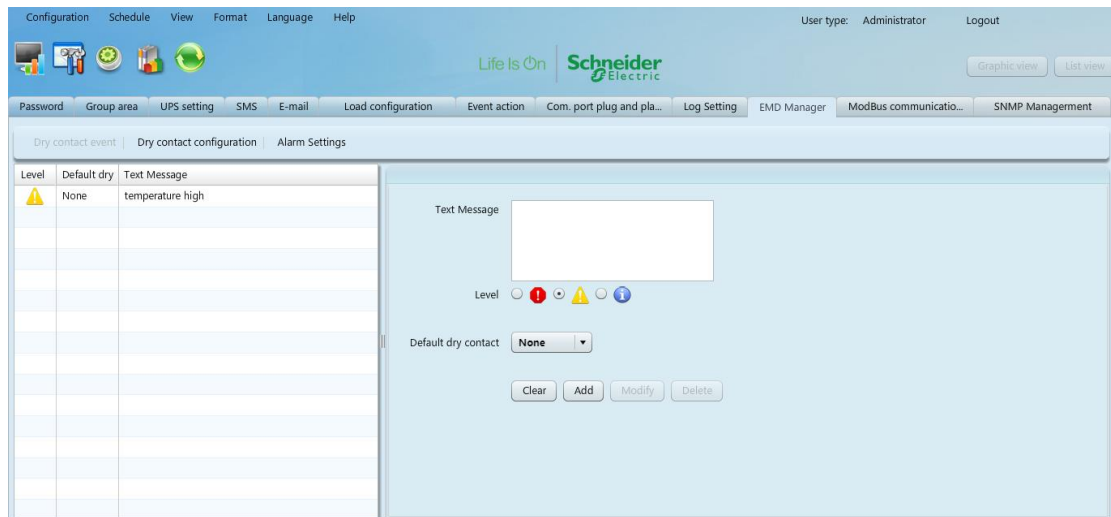 Configuration Schedule View Format Language Help User type: Administrator Logout
Life Is On Schneider Electric
Graphic view List view
Password Group area UPS setting SMS E-mail Load configuration Event action Com. port plug and pla... Log Setting EMD Manager ModBus communicatio... SNMP Managerment
Dry contact event Dry contact configuration Alarm Settings
Level Default dry Text Message
None temperature high
Text Message
Level
Default dry contact None
Clear Add Modify Delete